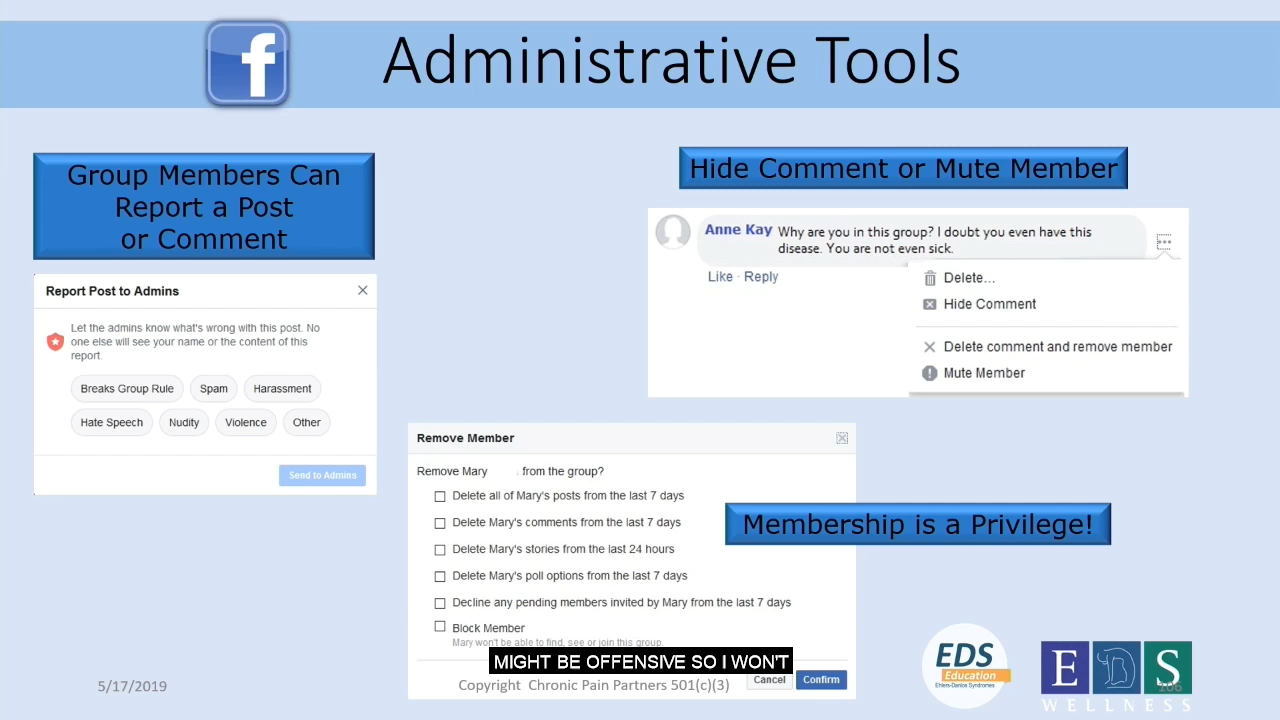 f
Administrative Tools
Group Members Can
Report a Post
or Comment
Report Post to Admins
Let the admins know what's wrong with this post. No
one else will see your name or the content of this
report.
Breaks Group Rule Spam Harassment
Hate Speech Nudity Violence Other
Send to Admins
Hide Comment or Mute Member
Anne Kay Why are you in this group? I doubt you even have this
disease. You are not even sick.
Like · Reply
Delete...
Hide Comment
Delete comment and remove member
Mute Member
Remove Member
Remove Mary from the group?
Delete all of Mary's posts from the last 7 days
Delete Mary's comments from the last 7 days
Delete Mary's stories from the last 24 hours
Delete Mary's poll options from the last 7 days
Decline any pending members invited by Mary from the last 7 days
Block Member
Mary won't be able to find, see or join this group.
Cancel Confirm
Membership is a Privilege!
MIGHT BE OFFENSIVE SO I WON'T
5/17/2019
Copyright Chronic Pain Partners 501(c)(3)
EDS
Education
Ehlers-Danlos Syndromes
E D S
WELLNESS
106